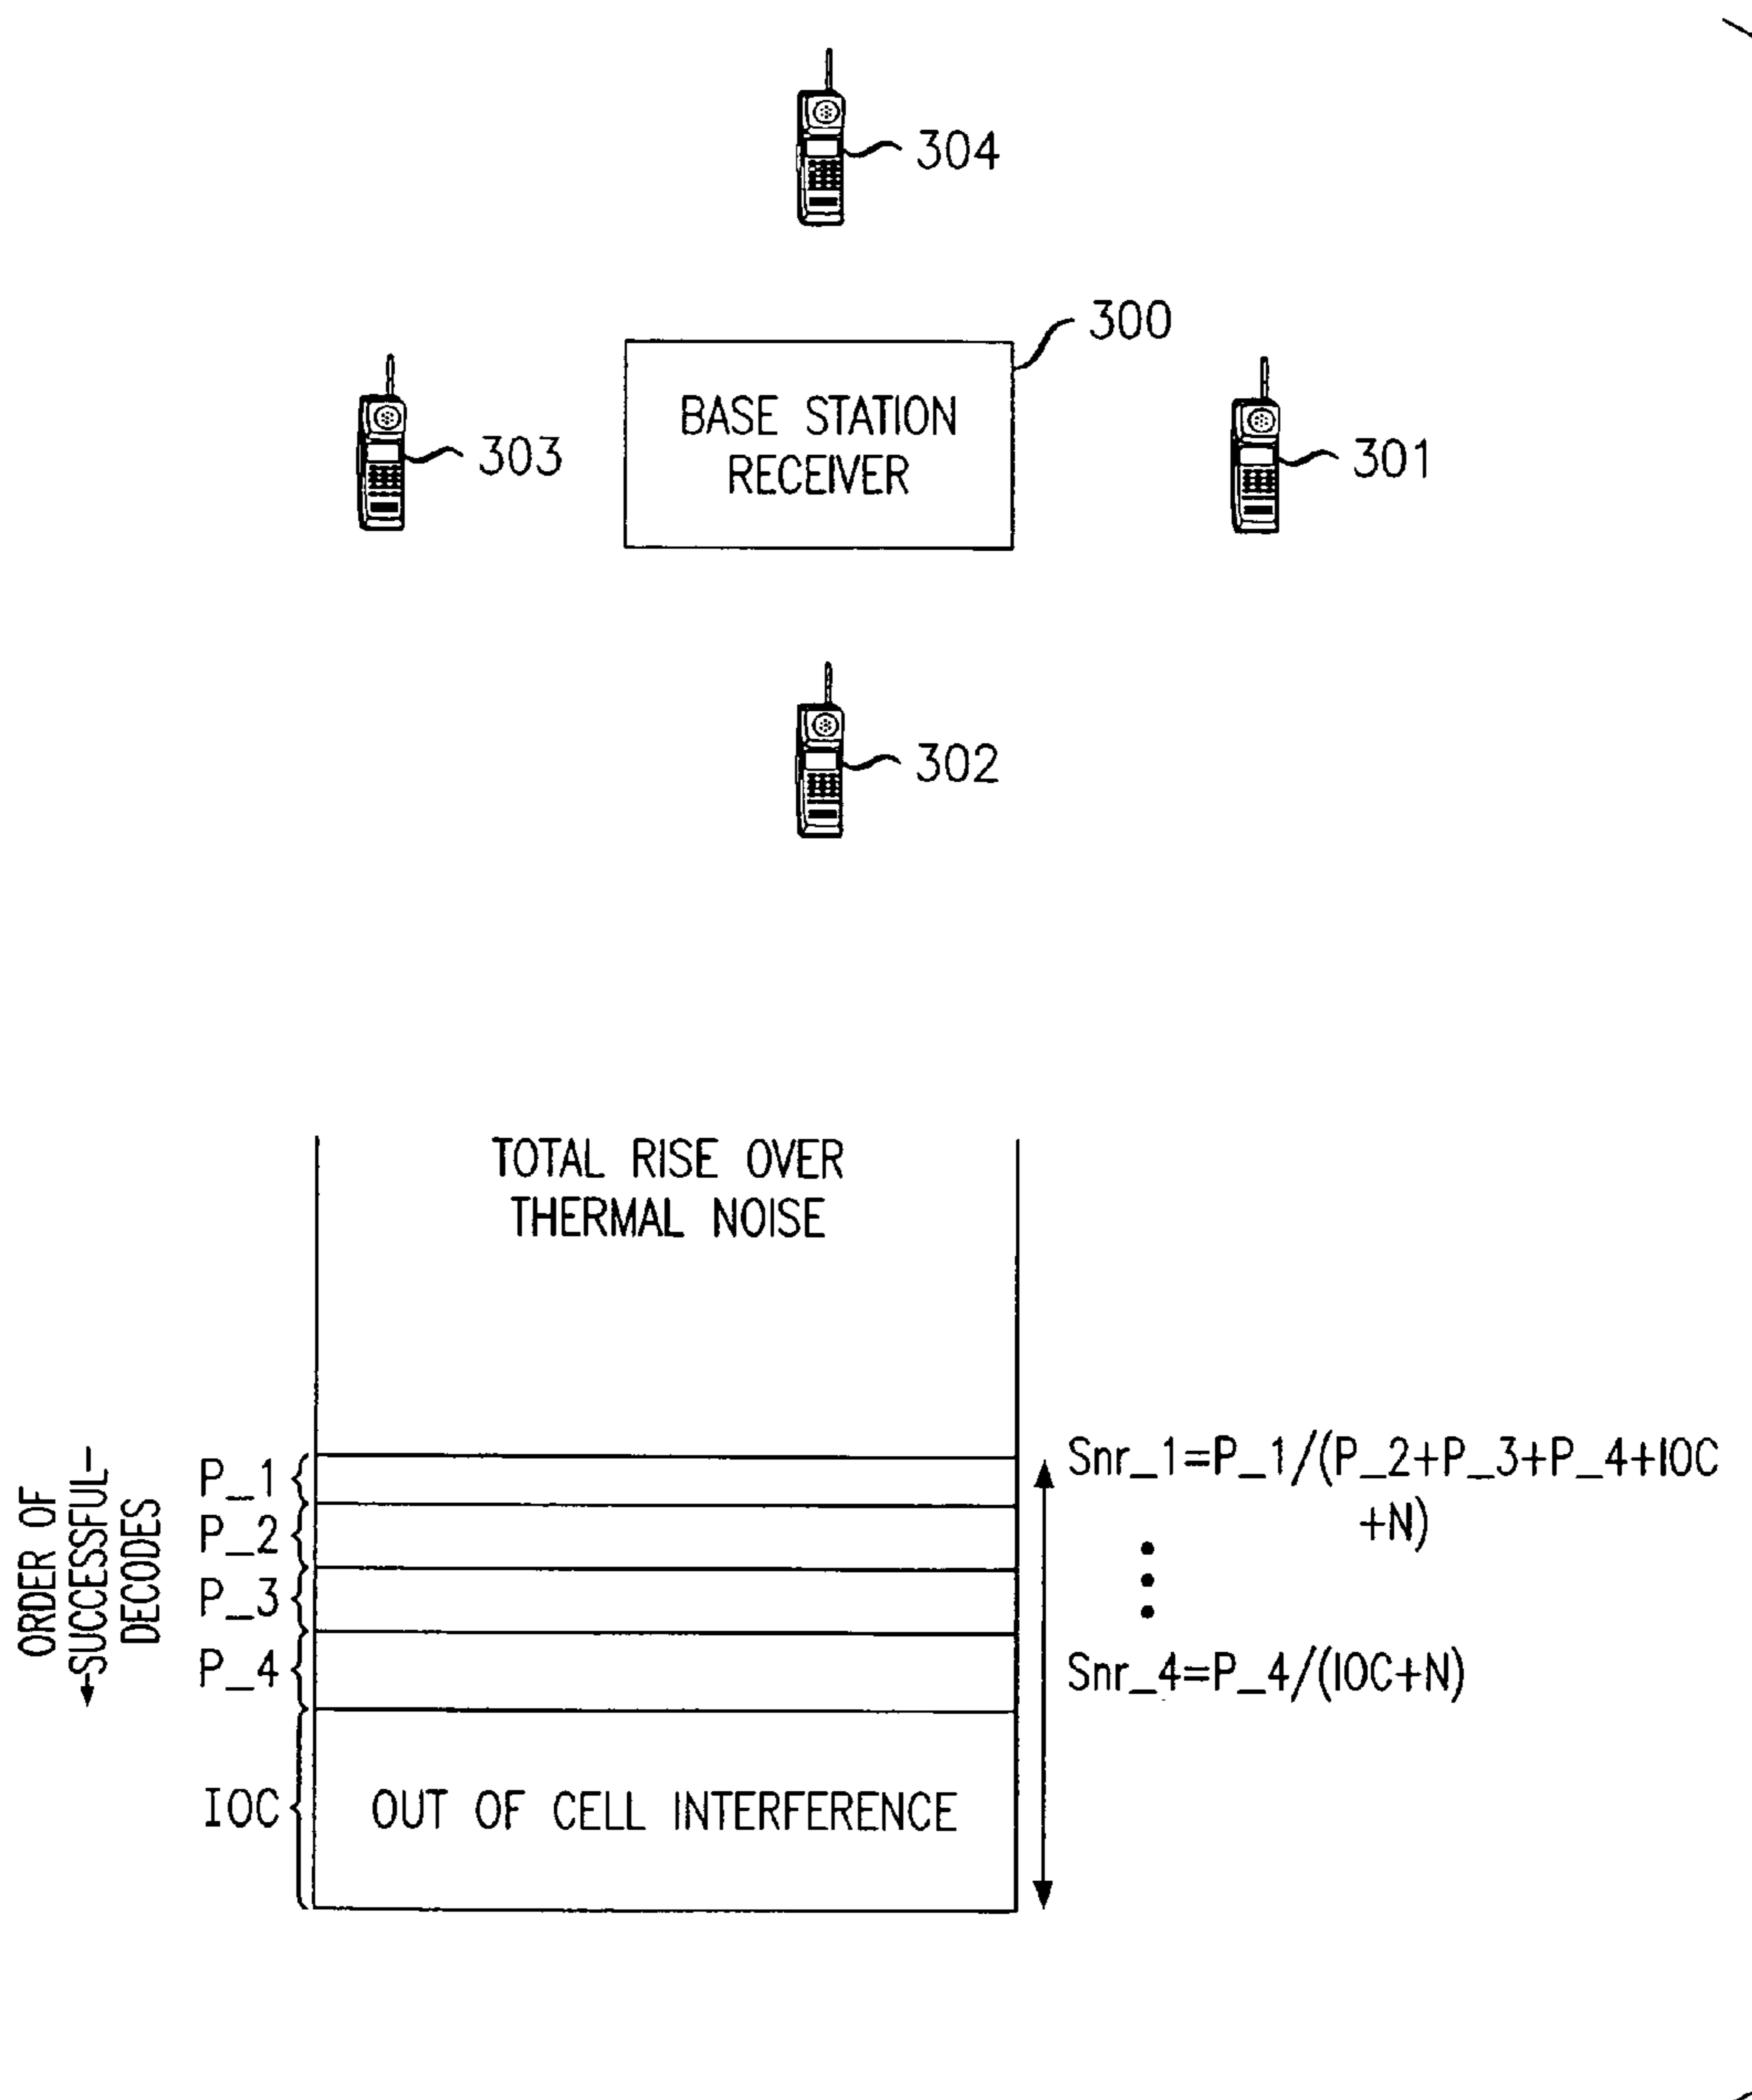 304
300
BASE STATION
RECEIVER
303
301
302
TOTAL RISE OVER
THERMAL NOISE
ORDER OF
SUCCESSFUL
DECODES
P_1
P_2
P_3
P_4
IOC
Snr_1=P_1/(P_2+P_3+P_4+IOC
+N)
Snr_4=P_4/(IOC+N)
OUT OF CELL INTERFERENCE